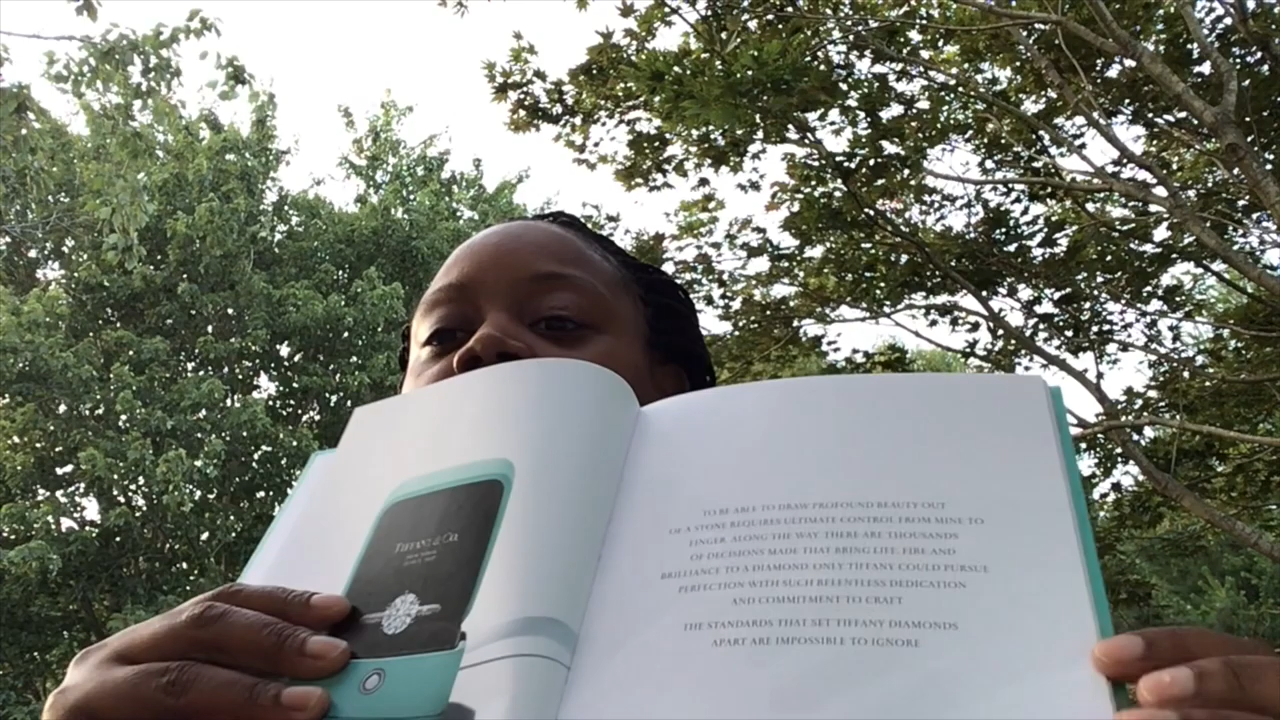 TIFFANY & CO.
TO BE ABLE TO DRAW PROFOUND BEAUTY OUT
OF A STONE REQUIRES ULTIMATE CONTROL FROM MINE TO
FINGER. ALONG THE WAY, THERE ARE THOUSANDS
OF DECISIONS MADE THAT BRING LIFE, FIRE AND
BRILLIANCE TO A DIAMOND. ONLY TIFFANY COULD PURSUE
PERFECTION WITH SUCH RELENTLESS DEDICATION
AND COMMITMENT TO CRAFT.
THE STANDARDS THAT SET TIFFANY DIAMONDS
APART ARE IMPOSSIBLE TO IGNORE